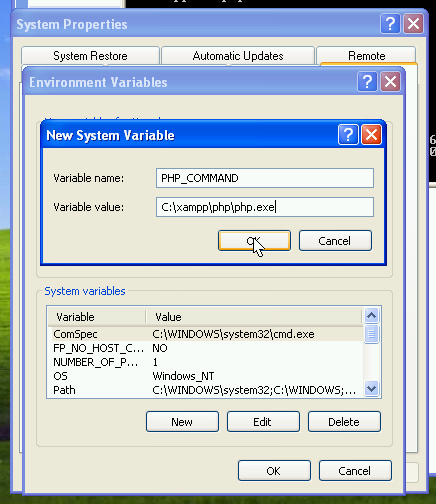 System Properties
System Restore
Automatic Updates
Remote
Environment Variables
New System Variable
Variable name:
PHP_COMMAND
Variable value:
C:\xampp\php\php.exe
OK
Cancel
System variables
Variable
Value
ComSpec
C:\WINDOWS\system32\cmd.exe
FP_NO_HOST_C...
NO
NUMBER_OF_P...
1
OS
Windows_NT
Path
C:\WINDOWS\system32;C:\WINDOWS;...
New
Edit
Delete
OK
Cancel